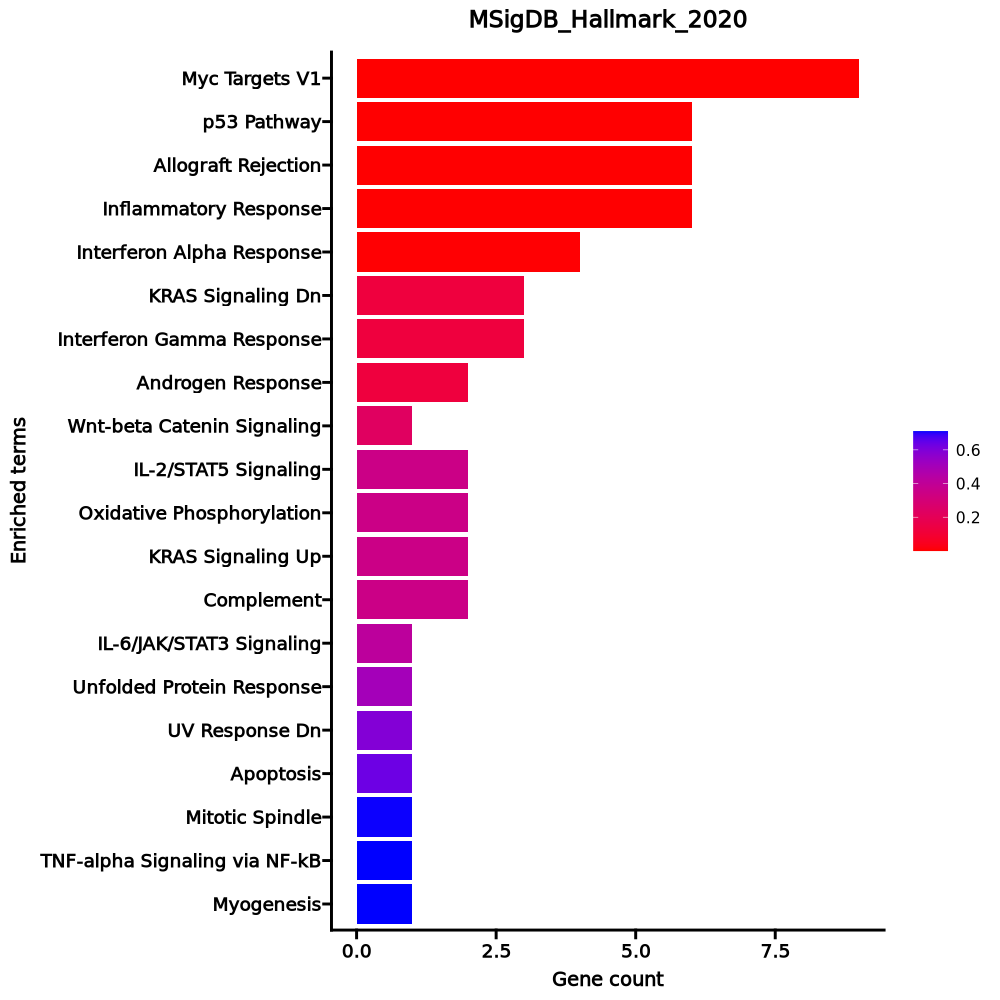 MSigDB_Hallmark_2020
Myc Targets V1
p53 Pathway
Allograft Rejection
Inflammatory Response
Interferon Alpha Response
KRAS Signaling Dn
Interferon Gamma Response
Androgen Response
Wnt-beta Catenin Signaling
IL-2/STAT5 Signaling
Oxidative Phosphorylation
KRAS Signaling Up
Complement
IL-6/JAK/STAT3 Signaling
Unfolded Protein Response
UV Response Dn
Apoptosis
Mitotic Spindle
TNF-alpha Signaling via NF-kB
Myogenesis
Enriched terms
0.0 2.5 5.0 7.5
Gene count
0.6
0.4
0.2